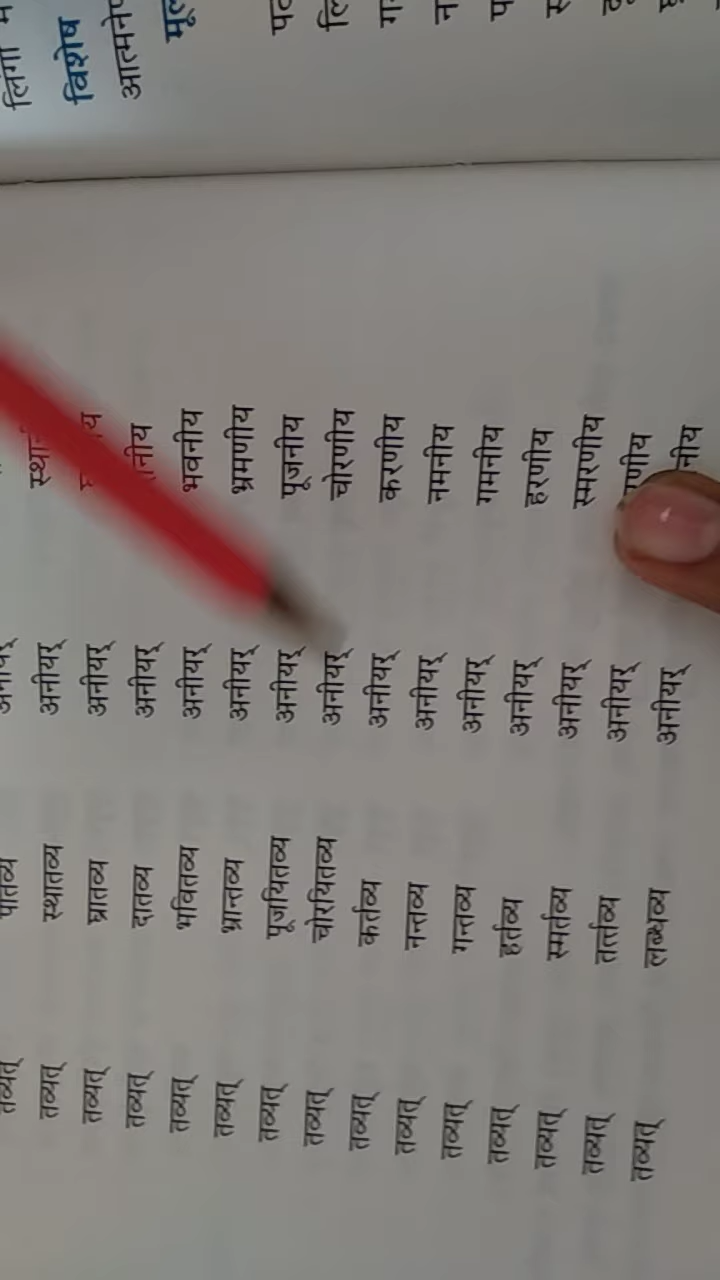 तव्यत् पातव्य अनीयर्
तव्यत् स्थातव्य अनीयर्
तव्यत् घ्रातव्य अनीयर्
तव्यत् दातव्य अनीयर्
तव्यत् भवितव्य अनीयर् भवनीय
तव्यत् भ्रान्तव्य अनीयर् भ्रमणीय
तव्यत् पूजयितव्य अनीयर् पूजनीय
तव्यत् चोरयितव्य अनीयर् चोरणीय
तव्यत् कर्तव्य अनीयर् करणीय
तव्यत् नन्तव्य अनीयर् नमनीय
तव्यत् गन्तव्य अनीयर् गमनीय
तव्यत् हर्तव्य अनीयर् हरणीय
तव्यत् स्मर्तव्य अनीयर् स्मरणीय
तव्यत् तर्त्तव्य अनीयर्
तव्यत् लब्धव्य अनीयर्
विशेष